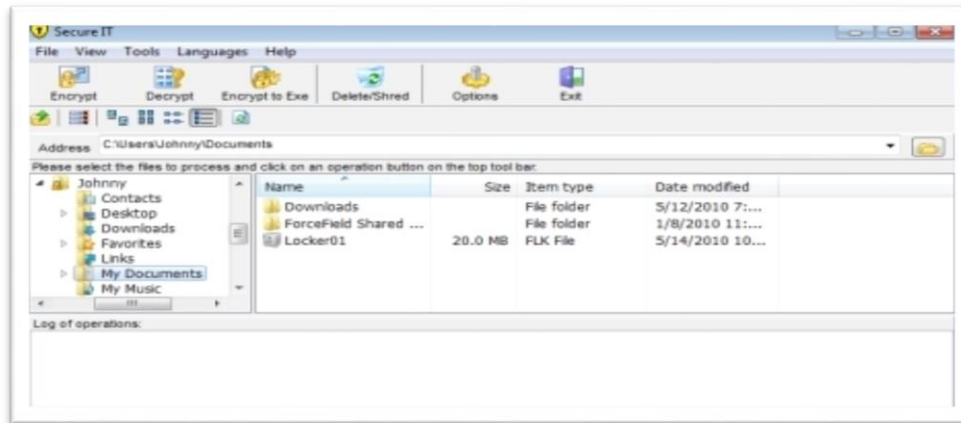 Secure IT
File View Tools Languages Help
Encrypt Decrypt Encrypt to Exe Delete/Shred Options Exit
Address C:\Users\Johnny\Documents
Please select the files to process and click on an operation button on the top tool bar.
Johnny
Contacts
Desktop
Downloads
Favorites
Links
My Documents
My Music
Name Size Item type Date modified
Downloads File folder 5/12/2010 7:...
ForceField Shared ... File folder 1/8/2010 11:...
Locker01 20.0 MB FLK File 5/14/2010 10...
Log of operations: